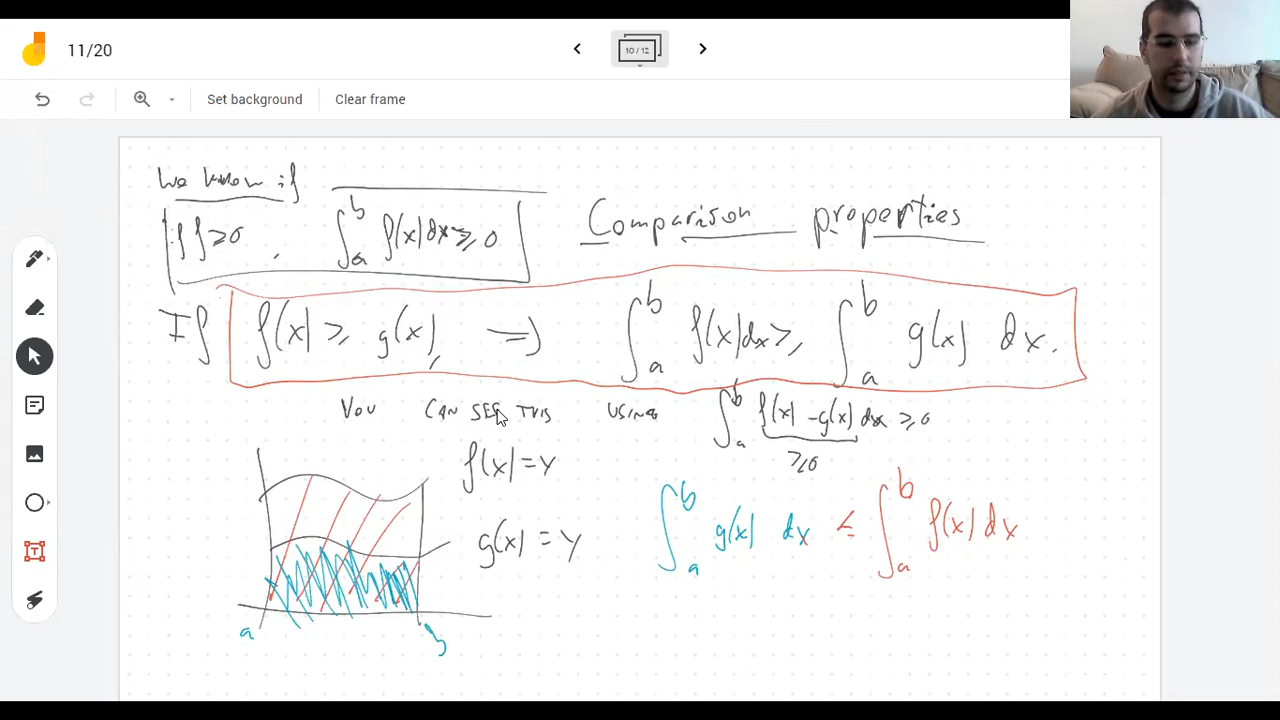 11/20
10 / 12
Set background
Clear frame
We know if
if f ≥ 0 , ∫_a^b f(x)dx ≥ 0
Comparison properties
If f(x) ≥ g(x), ⇒ ∫_a^b f(x)dx ≥ ∫_a^b g(x) dx.
YOU CAN SEE THIS USING ∫_a^b f(x) - g(x) dx ≥ 0
≥ 0
f(x) = y
g(x) = y
∫_a^b g(x) dx ≤ ∫_a^b f(x) dx
a b